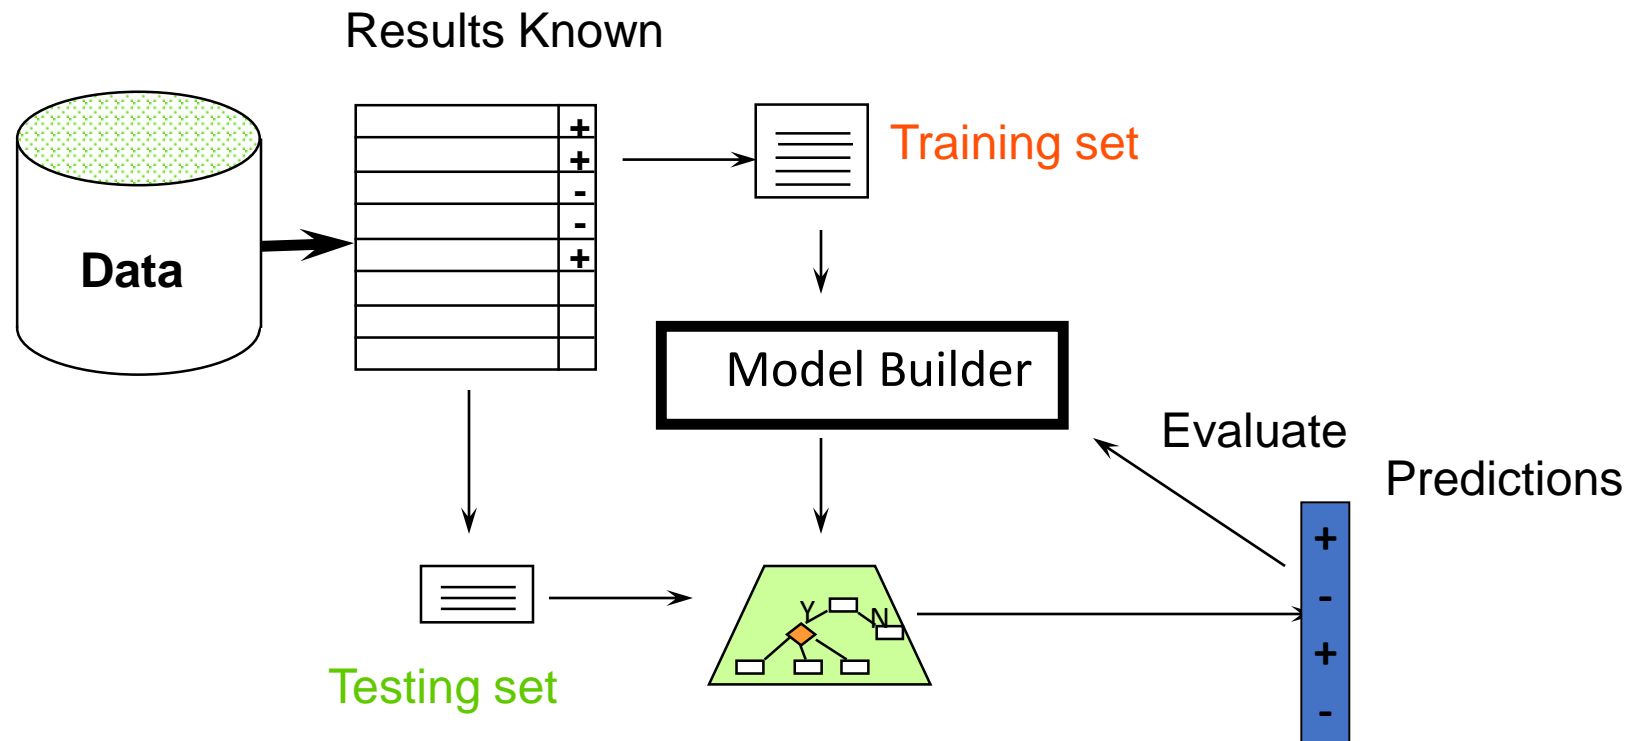 Results Known
+
+
-
-
+
Training set
Data
Model Builder
Evaluate
Predictions
+
-
+
-
Y
N
Testing set